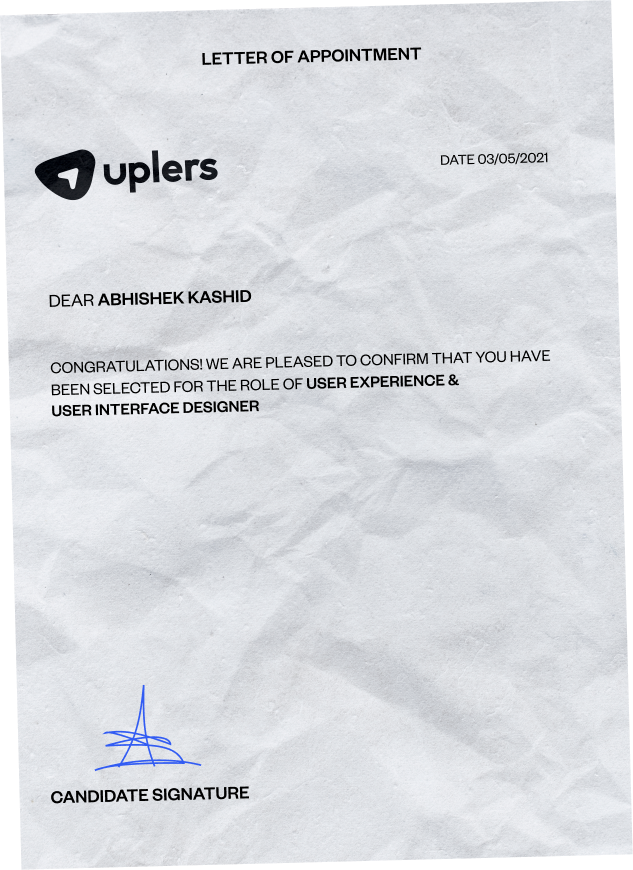 LETTER OF APPOINTMENT
uplers
DATE 03/05/2021
DEAR ABHISHEK KASHID
CONGRATULATIONS! WE ARE PLEASED TO CONFIRM THAT YOU HAVE
BEEN SELECTED FOR THE ROLE OF USER EXPERIENCE &
USER INTERFACE DESIGNER
CANDIDATE SIGNATURE